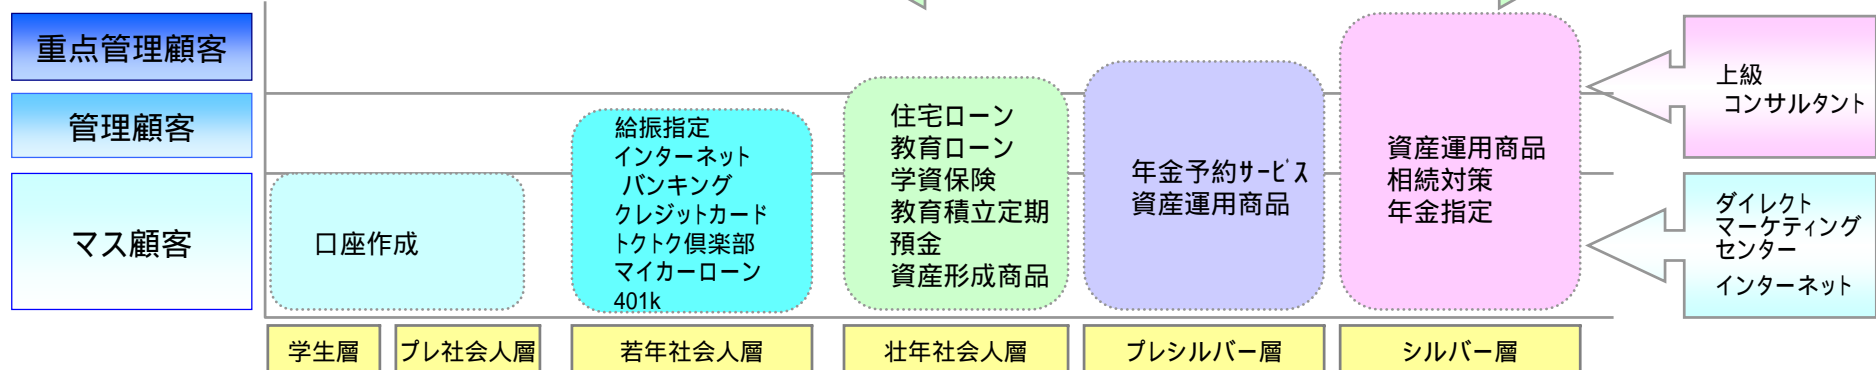 重点管理顧客
管理顧客
マス顧客
口座作成
給振指定
インターネット
バンキング
クレジットカード
トクトク倶楽部
マイカーローン
401k
住宅ローン
教育ローン
学資保険
教育積立定期
預金
資産形成商品
年金予約サービス
資産運用商品
資産運用商品
相続対策
年金指定
上級
コンサルタント
ダイレクト
マーケティング
センター
インターネット
学生層
プレ社会人層
若年社会人層
壮年社会人層
プレシルバー層
シルバー層